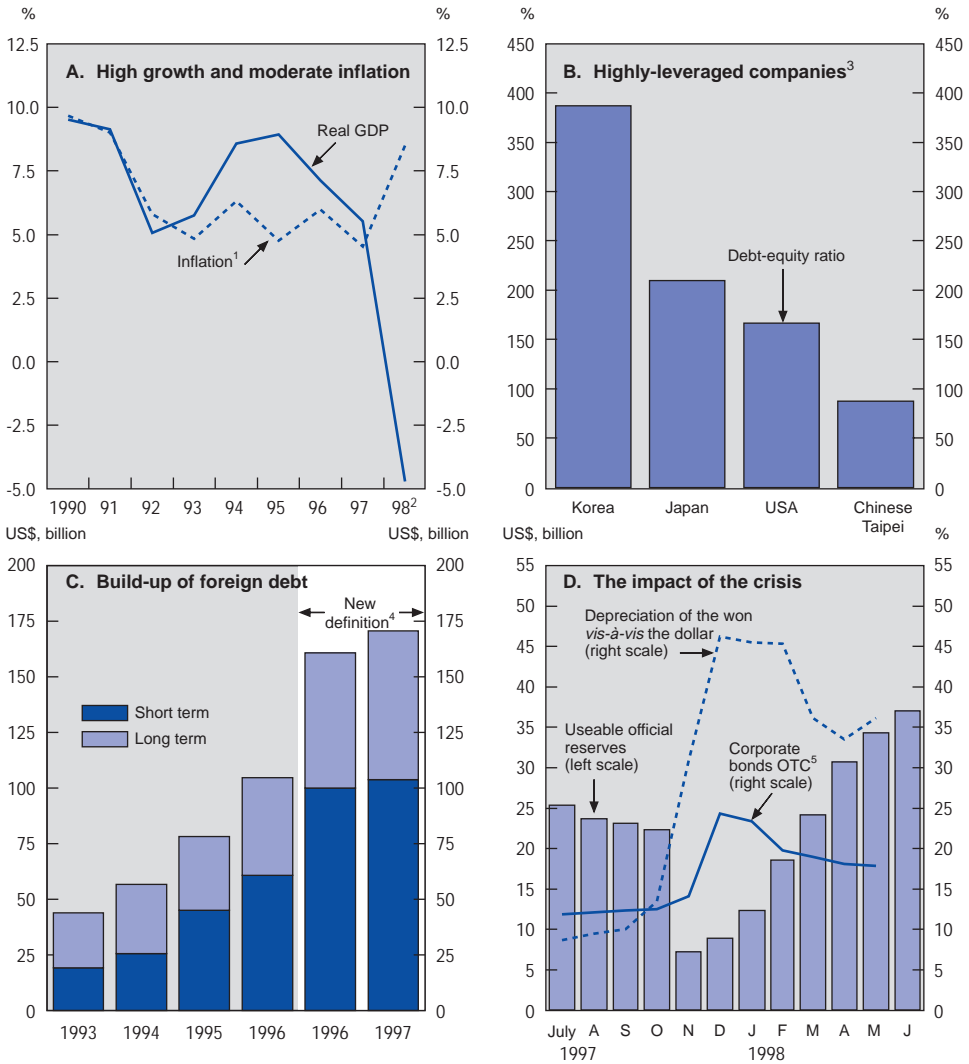 % % % %
12.5 12.5 450 450
A. High growth and moderate inflation
B. Highly-leveraged companies3
10.0 10.0 400 400
Real GDP
350 350
7.5 7.5
300 300
5.0 5.0
Inflation1
250 250
Debt-equity ratio
2.5 2.5
200 200
0.0 0.0
150 150
100 100
-2.5 -2.5
50 50
-5.0 -5.0 0 0
1990 91 92 93 94 95 96 97 982
Korea Japan USA Chinese
Taipei
US$, billion US$, billion US$, billion %
200 200 55 55
C. Build-up of foreign debt
D. The impact of the crisis
New
definition4
175 175
50 50
Depreciation of the won
vis-à-vis the dollar
(right scale)
45 45
150 150
40 40
Short term
Long term
125 125
35 35
Useable official
reserves
(left scale)
Corporate
bonds OTC5
(right scale)
30 30
100 100
25 25
75 75
20 20
50 50
15 15
10 10
25 25
5 5
0 0 0 0
1993 1994 1995 1996 1996 1997
July A S O N D J F M A M J
1997 1998